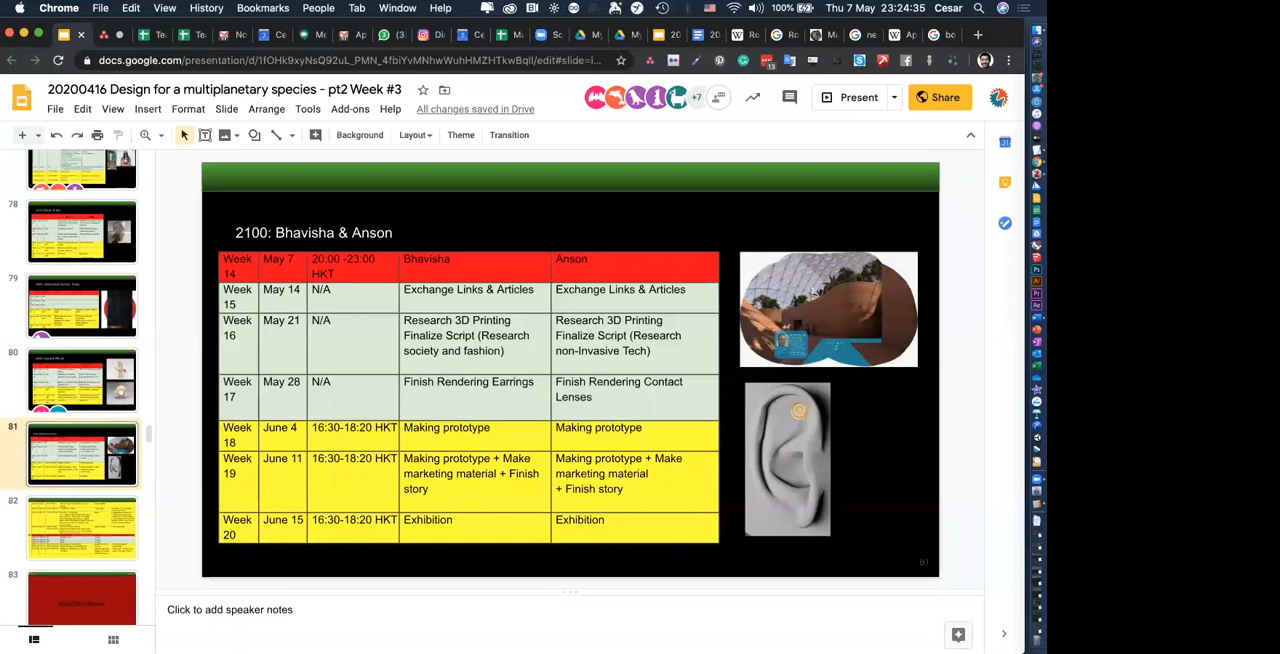 Chrome File Edit View History Bookmarks People Tab Window Help 100% Thu 7 May 23:24:35 Cesar
docs.google.com/presentation/d/1fOHk9xyNsQ92uL_PMN_4fbiYvMNhwWuhHMZHTkwBqlI/edit#slide=i...
20200416 Design for a multiplanetary species - pt2 Week #3
File Edit View Insert Format Slide Arrange Tools Add-ons Help All changes saved in Drive
+7
Present
Share
Background Layout Theme Transition
78
79
80
81
82
83
2100: Bhavisha & Anson
Week 14 May 7 20:00 -23:00 HKT Bhavisha Anson
Week 15 May 14 N/A Exchange Links & Articles Exchange Links & Articles
Week 16 May 21 N/A Research 3D Printing Finalize Script (Research society and fashion) Research 3D Printing Finalize Script (Research non-Invasive Tech)
Week 17 May 28 N/A Finish Rendering Earrings Finish Rendering Contact Lenses
Week 18 June 4 16:30-18:20 HKT Making prototype Making prototype
Week 19 June 11 16:30-18:20 HKT Making prototype + Make marketing material + Finish story Making prototype + Make marketing material + Finish story
Week 20 June 15 16:30-18:20 HKT Exhibition Exhibition
81
Click to add speaker notes